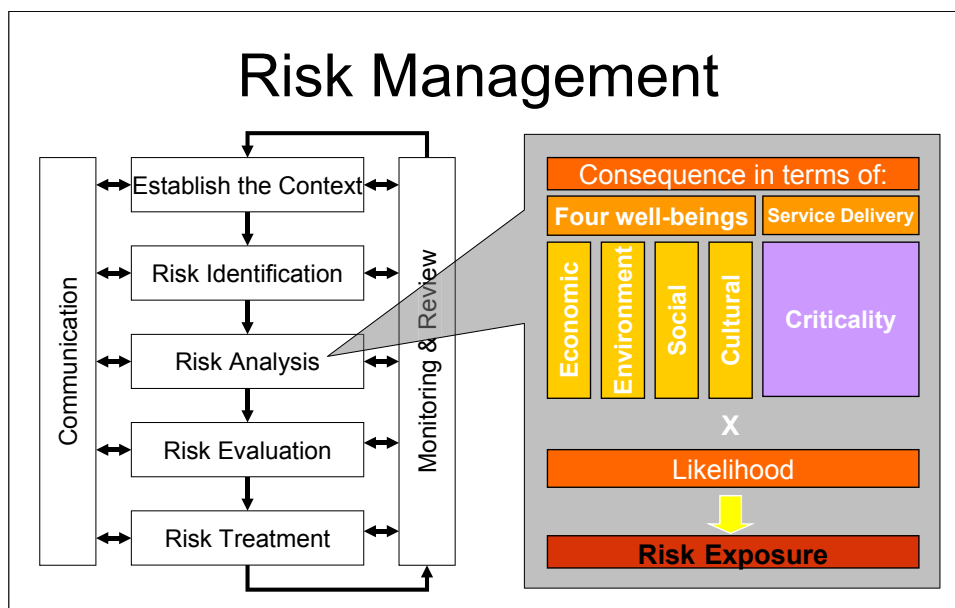 Risk Management
Communication
Establish the Context
Risk Identification
Risk Analysis
Risk Evaluation
Risk Treatment
Monitoring & Review
Consequence in terms of:
Four well-beings
Service Delivery
Economic
Environment
Social
Cultural
Criticality
X
Likelihood
Risk Exposure